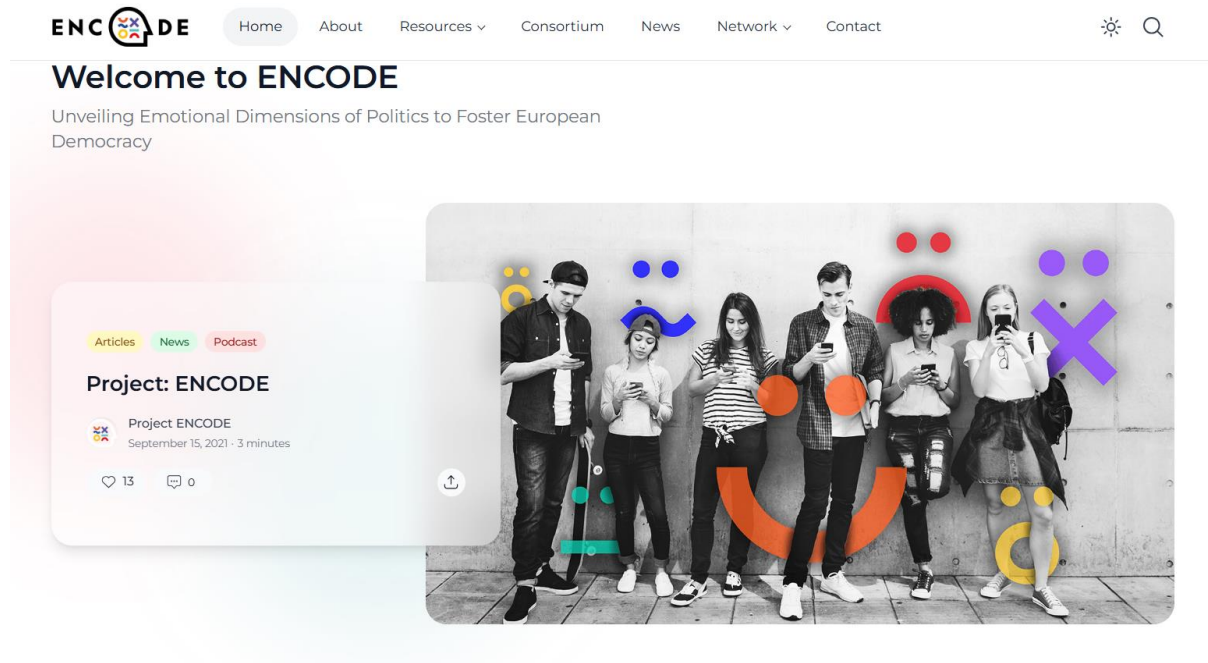 ENCODE
Home About Resources Consortium News Network Contact
Welcome to ENCODE
Unveiling Emotional Dimensions of Politics to Foster European
Democracy
Articles News Podcast
Project: ENCODE
Project ENCODE
September 15, 2021 · 3 minutes
13 0